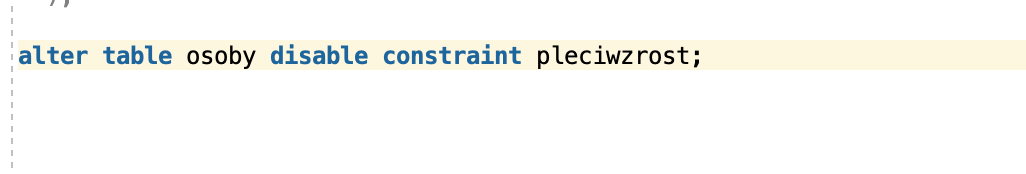 );
alter table osoby disable constraint pleciwzrost;